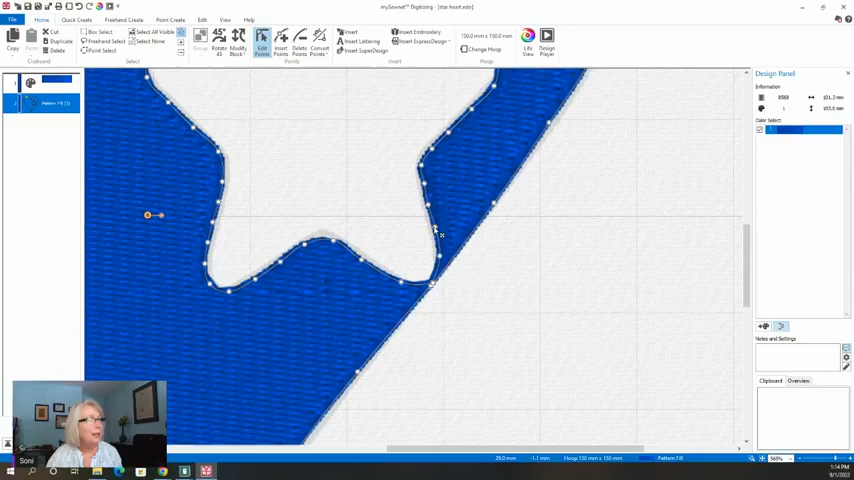 mySewnet™ Digitizing - [star heart.edo]
File Home Quick Create Freehand Create Point Create Edit View Help
Copy Cut Duplicate Delete Clipboard
Box Select Freehand Select Point Select Select All Visible Select None Select
Group Rotate 45 Modify Block
Edit Points Insert Points Delete Points Convert Points Points
Insert Insert Lettering Insert SuperDesign Insert Embroidery Insert ExpressDesign Insert
150.0 mm x 150.0 mm Change Hoop Hoop
Life View Design Player
1
2 Pattern Fill [1]
Design Panel
Information
8568 101.3 mm
1 103.0 mm
Color Select
1
Notes and Settings
Clipboard Overview
Soni
29.0 mm -1.1 mm Hoop 150 mm x 150 mm Pattern Fill 565%
1:14 PM
9/1/2022